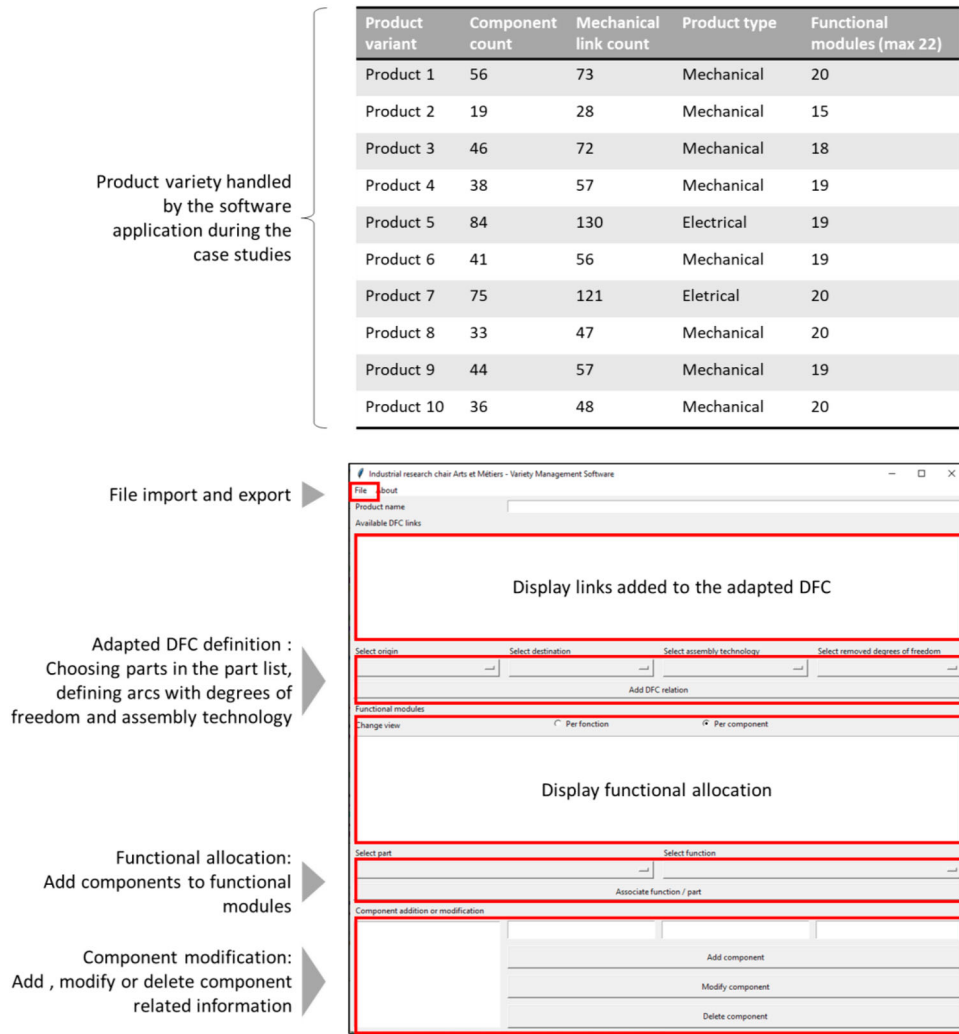 Product variant Component count Mechanical link count Product type Functional modules (max 22)
Product 1 56 73 Mechanical 20
Product 2 19 28 Mechanical 15
Product 3 46 72 Mechanical 18
Product 4 38 57 Mechanical 19
Product 5 84 130 Electrical 19
Product 6 41 56 Mechanical 19
Product 7 75 121 Eletrical 20
Product 8 33 47 Mechanical 20
Product 9 44 57 Mechanical 19
Product 10 36 48 Mechanical 20
Product variety handled
by the software
application during the
case studies
File import and export
Industrial research chair Arts et Métiers - Variety Management Software
File About
Product name
Available DFC links
Display links added to the adapted DFC
Adapted DFC definition :
Choosing parts in the part list,
defining arcs with degrees of
freedom and assembly technology
Select origin Select destination Select assembly technology Select removed degrees of freedom
Add DFC relation
Functional modules
Change view Per fonction Per component
Display functional allocation
Functional allocation:
Add components to functional
modules
Select part Select function
Associate function / part
Component addition or modification
Component modification:
Add , modify or delete component
related information
Add component
Modify component
Delete component